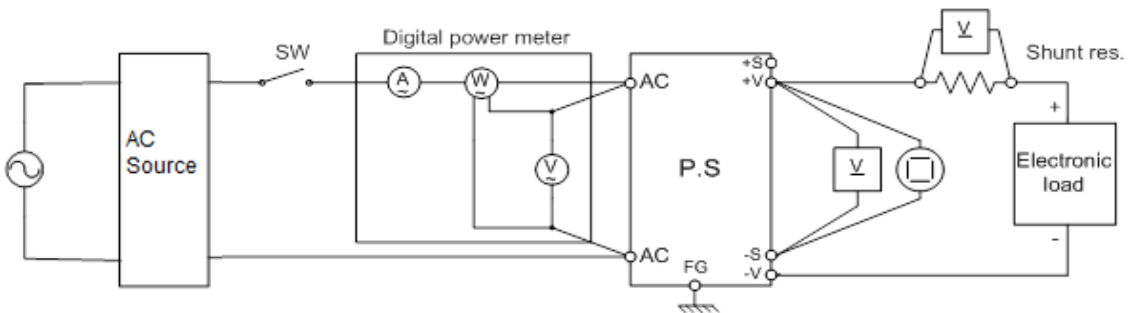 Digital power meter
SW
V
Shunt res.
+S
+V
A
W
AC
AC
Source
V
P.S
V
+
Electronic
load
-
AC
FG
-S
-V